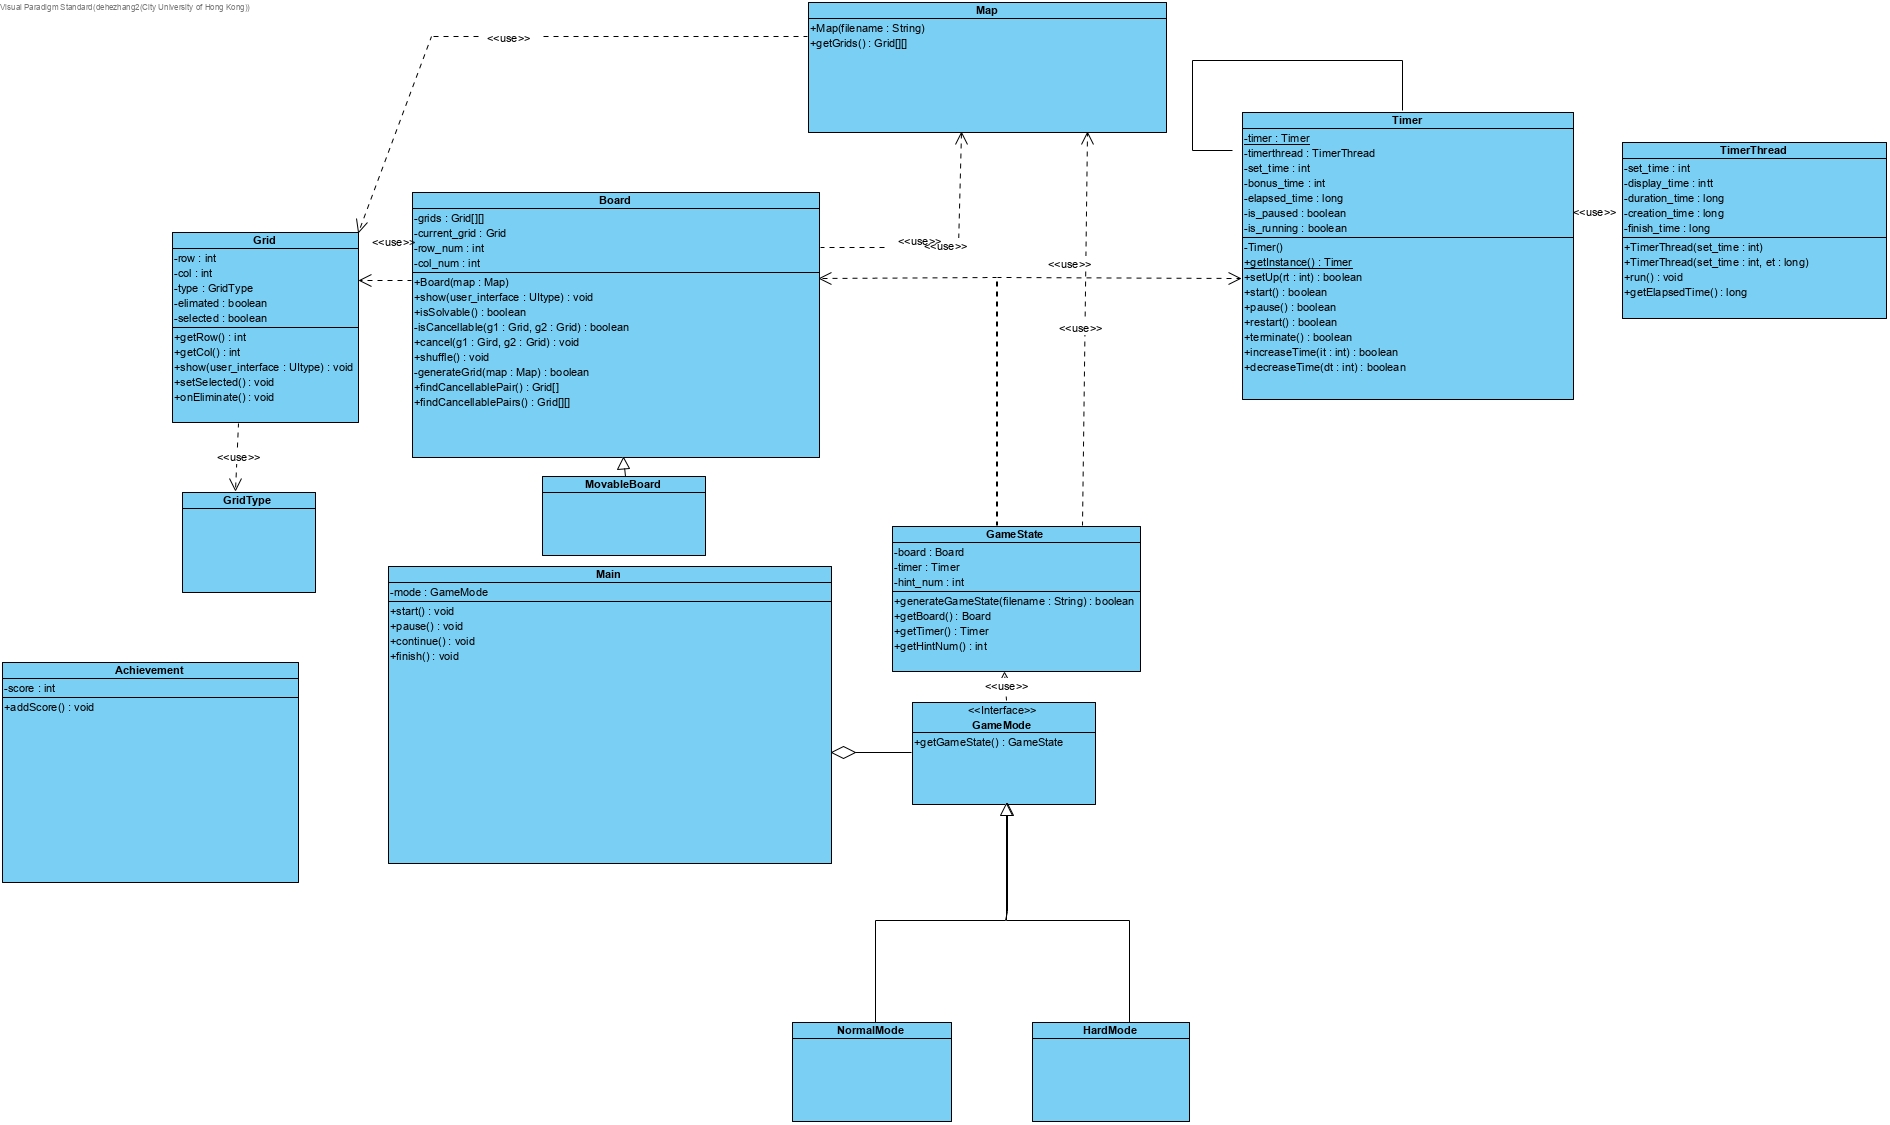 Visual Paradigm Standard(dehezhang2(City University of Hong Kong))
Map
+Map(filename : String)
+getGrids() : Grid[][]
<<use>>
Timer
-timer : Timer
-timerthread : TimerThread
-set_time : int
-bonus_time : int
-elapsed_time : long
-is_paused : boolean
-is_running : boolean
-Timer()
+getInstance() : Timer
+setUp(rt : int) : boolean
+start() : boolean
+pause() : boolean
+restart() : boolean
+terminate() : boolean
+increaseTime(it : int) : boolean
+decreaseTime(dt : int) : boolean
<<use>>
TimerThread
-set_time : int
-display_time : intt
-duration_time : long
-creation_time : long
-finish_time : long
+TimerThread(set_time : int)
+TimerThread(set_time : int, et : long)
+run() : void
+getElapsedTime() : long
Board
-grids : Grid[][]
-current_grid : Grid
-row_num : int
-col_num : int
+Board(map : Map)
+show(user_interface : UItype) : void
+isSolvable() : boolean
-isCancellable(g1 : Grid, g2 : Grid) : boolean
+cancel(g1 : Gird, g2 : Grid) : void
+shuffle() : void
-generateGrid(map : Map) : boolean
+findCancellablePair() : Grid[]
+findCancellablePairs() : Grid[][]
<<use>>
<<use>>
<<use>>
<<use>>
<<use>>
Grid
-row : int
-col : int
-type : GridType
-elimated : boolean
-selected : boolean
+getRow() : int
+getCol() : int
+show(user_interface : UItype) : void
+setSelected() : void
+onEliminate() : void
<<use>>
GridType
MovableBoard
Main
-mode : GameMode
+start() : void
+pause() : void
+continue() : void
+finish() : void
GameState
-board : Board
-timer : Timer
-hint_num : int
+generateGameState(filename : String) : boolean
+getBoard() : Board
+getTimer() : Timer
+getHintNum() : int
<<use>>
<<Interface>>
GameMode
+getGameState() : GameState
Achievement
-score : int
+addScore() : void
NormalMode
HardMode